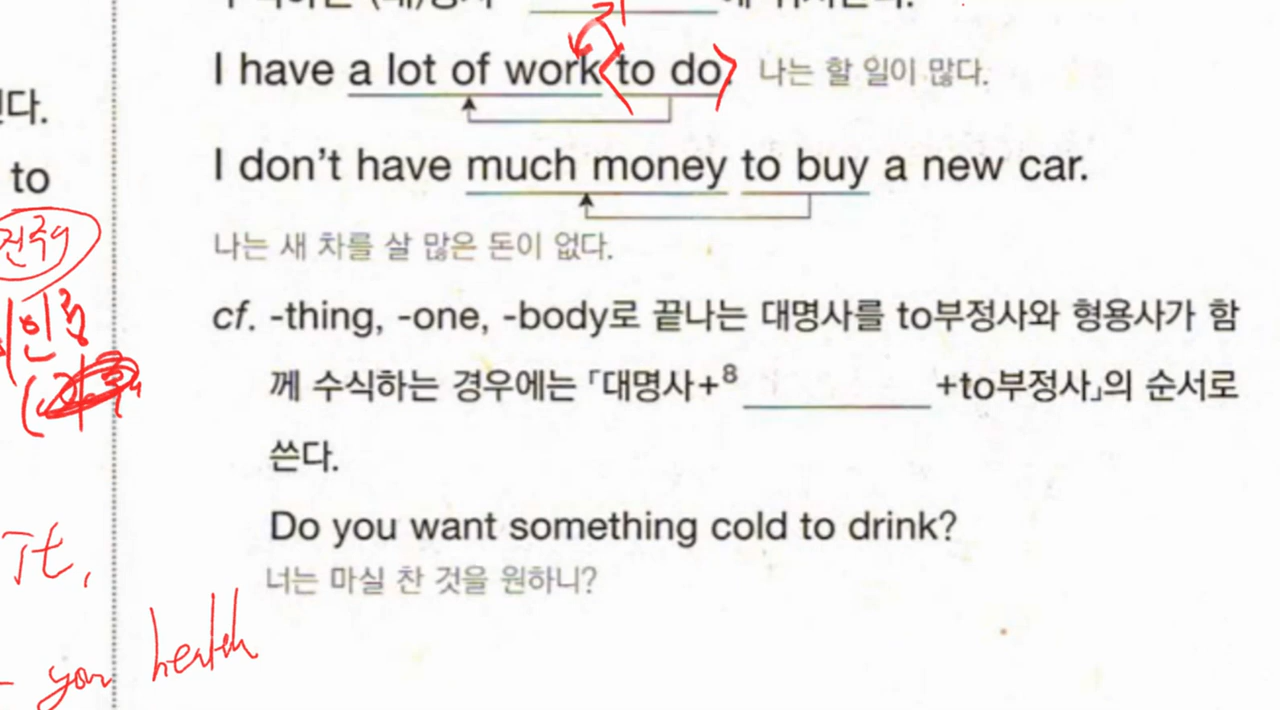 I have a lot of work to do. 나는 할 일이 많다.
다.
I don't have much money to buy a new car.
to
나는 새 차를 살 많은 돈이 없다.
cf. -thing, -one, -body로 끝나는 대명사를 to부정사와 형용사가 함
께 수식하는 경우에는 「대명사+8 ________ +to부정사」의 순서로
쓴다.
Do you want something cold to drink?
It,
너는 마실 찬 것을 원하니?
your health